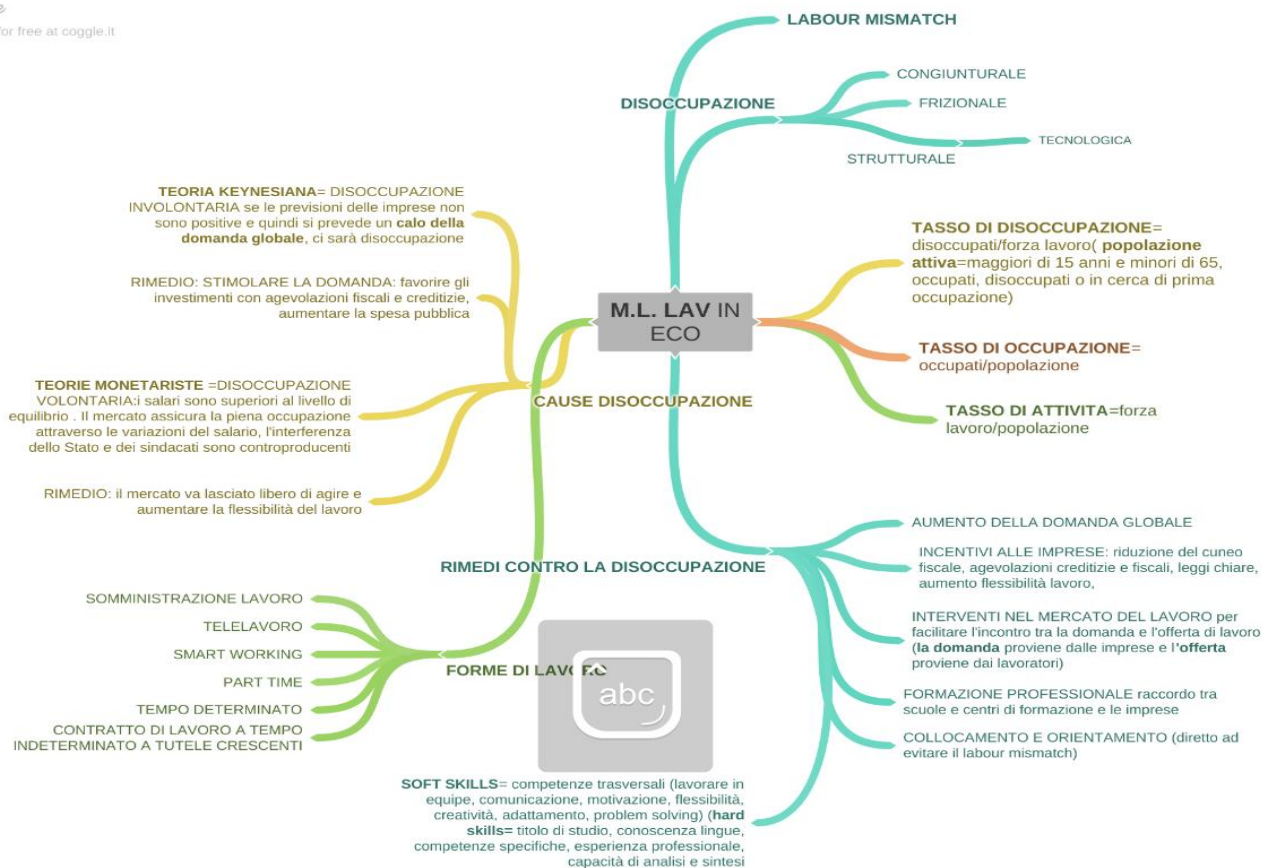 for free at coggle.it
LABOUR MISMATCH
DISOCCUPAZIONE
CONGIUNTURALE
FRIZIONALE
STRUTTURALE
TECNOLOGICA
TEORIA KEYNESIANA= DISOCCUPAZIONE
INVOLONTARIA se le previsioni delle imprese non
sono positive e quindi si prevede un calo della
domanda globale, ci sarà disoccupazione
RIMEDIO: STIMOLARE LA DOMANDA: favorire gli
investimenti con agevolazioni fiscali e creditizie,
aumentare la spesa pubblica
TEORIE MONETARISTE =DISOCCUPAZIONE
VOLONTARIA:i salari sono superiori al livello di
equilibrio . Il mercato assicura la piena occupazione
attraverso le variazioni del salario, l'interferenza
dello Stato e dei sindacati sono controproducenti
RIMEDIO: il mercato va lasciato libero di agire e
aumentare la flessibilità del lavoro
M.L. LAV IN
ECO
CAUSE DISOCCUPAZIONE
TASSO DI DISOCCUPAZIONE=
disoccupati/forza lavoro( popolazione
attiva=maggiori di 15 anni e minori di 65,
occupati, disoccupati o in cerca di prima
occupazione)
TASSO DI OCCUPAZIONE=
occupati/popolazione
TASSO DI ATTIVITA=forza
lavoro/popolazione
RIMEDI CONTRO LA DISOCCUPAZIONE
AUMENTO DELLA DOMANDA GLOBALE
INCENTIVI ALLE IMPRESE: riduzione del cuneo
fiscale, agevolazioni creditizie e fiscali, leggi chiare,
aumento flessibilità lavoro,
INTERVENTI NEL MERCATO DEL LAVORO per
facilitare l'incontro tra la domanda e l'offerta di lavoro
(la domanda proviene dalle imprese e l'offerta
proviene dai lavoratori)
FORMAZIONE PROFESSIONALE raccordo tra
scuole e centri di formazione e le imprese
COLLOCAMENTO E ORIENTAMENTO (diretto ad
evitare il labour mismatch)
SOMMINISTRAZIONE LAVORO
TELELAVORO
SMART WORKING
PART TIME
TEMPO DETERMINATO
CONTRATTO DI LAVORO A TEMPO
INDETERMINATO A TUTELE CRESCENTI
FORME DI LAVORO
abc
SOFT SKILLS= competenze trasversali (lavorare in
equipe, comunicazione, motivazione, flessibilità,
creatività, adattamento, problem solving) (hard
skills= titolo di studio, conoscenza lingue,
competenze specifiche, esperienza professionale,
capacità di analisi e sintesi